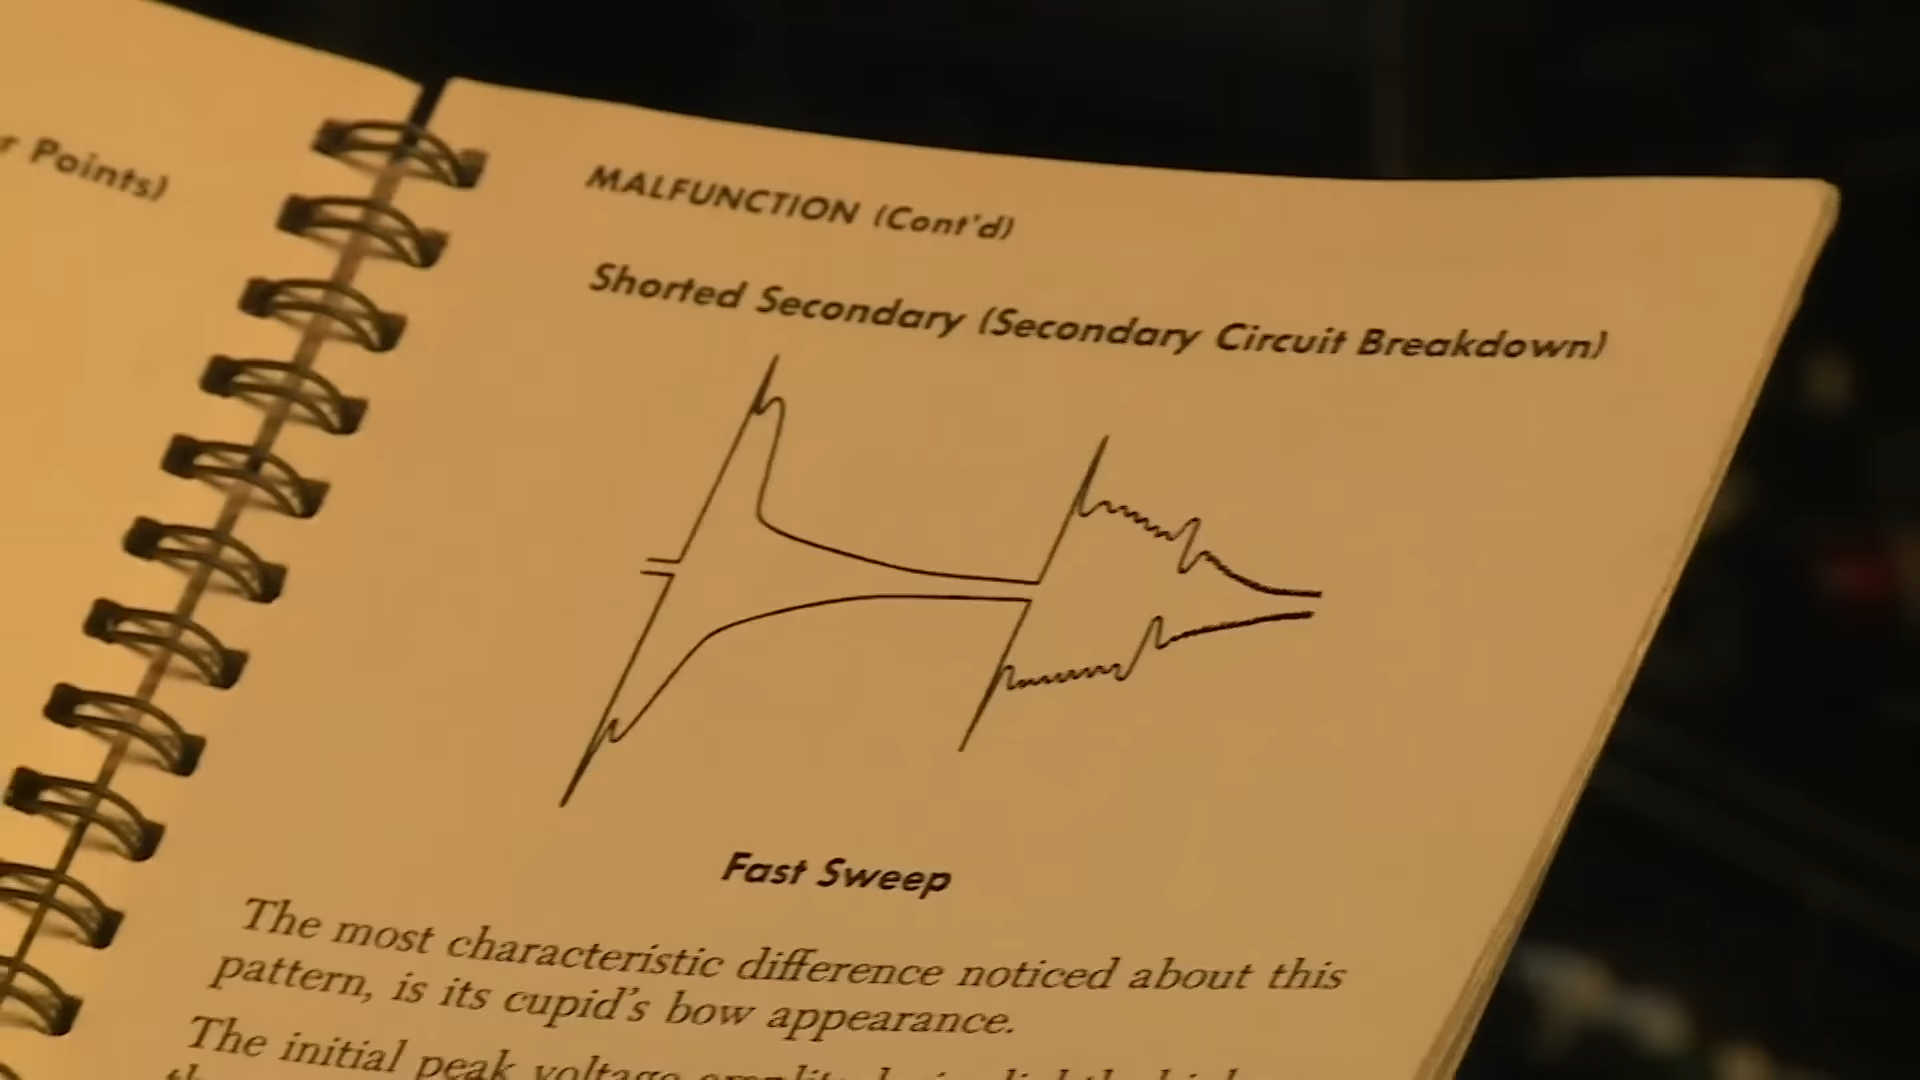 Points)
MALFUNCTION (Cont'd)
Shorted Secondary (Secondary Circuit Breakdown)
Fast Sweep
The most characteristic difference noticed about this
pattern, is its cupid's bow appearance.
The initial peak voltage